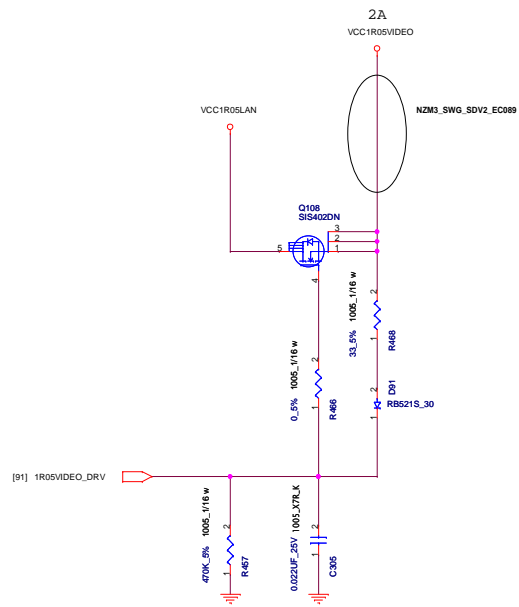 2A
VCC1R05VIDEO
NZM3_SWG_SDV2_EC089
VCC1R05LAN
Q108
SIS402DN
3
2
1
5
4
2
1
33_5% 1005_1/16 w
R468
2
1
0_5% 1005_1/16 w
R466
D91
RB521S_30
2
1
[91] 1R05VIDEO_DRV
2
1
470K_5% 1005_1/16 w
R457
2
1
0.022UF_25V 1005_X7R_K
C305